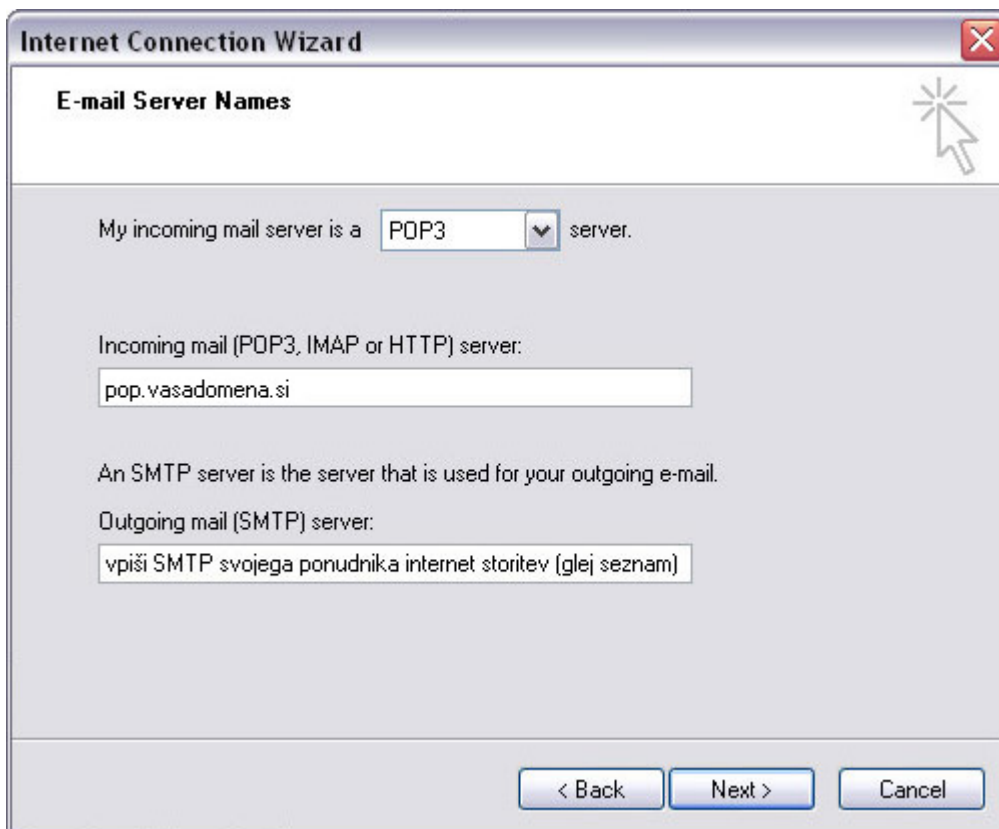 Internet Connection Wizard
E-mail Server Names
My incoming mail server is a POP3 server.
Incoming mail (POP3, IMAP or HTTP) server:
pop.vasadomena.si
An SMTP server is the server that is used for your outgoing e-mail.
Outgoing mail (SMTP) server:
vpiši SMTP svojega ponudnika internet storitev (glej seznam)
< Back Next > Cancel